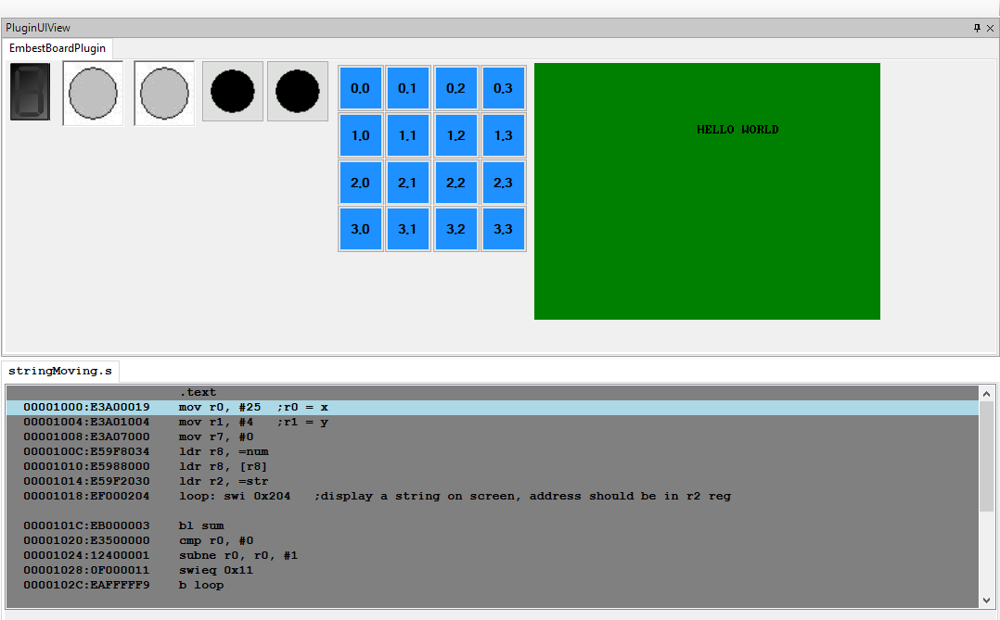 PluginUIView
EmbestBoardPlugin
0.0 0.1 0.2 0.3
1.0 1.1 1.2 1.3
2.0 2.1 2.2 2.3
3.0 3.1 3.2 3.3
HELLO WORLD
stringMoving.s
.text
00001000:E3A00019 mov r0, #25 ;r0 = x
00001004:E3A01004 mov r1, #4 ;r1 = y
00001008:E3A07000 mov r7, #0
0000100C:E59F8034 ldr r8, =num
00001010:E5988000 ldr r8, [r8]
00001014:E59F2030 ldr r2, =str
00001018:EF000204 loop: swi 0x204 ;display a string on screen, address should be in r2 reg
0000101C:EB000003 bl sum
00001020:E3500000 cmp r0, #0
00001024:12400001 subne r0, r0, #1
00001028:0F000011 swieq 0x11
0000102C:EAFFFFF9 b loop